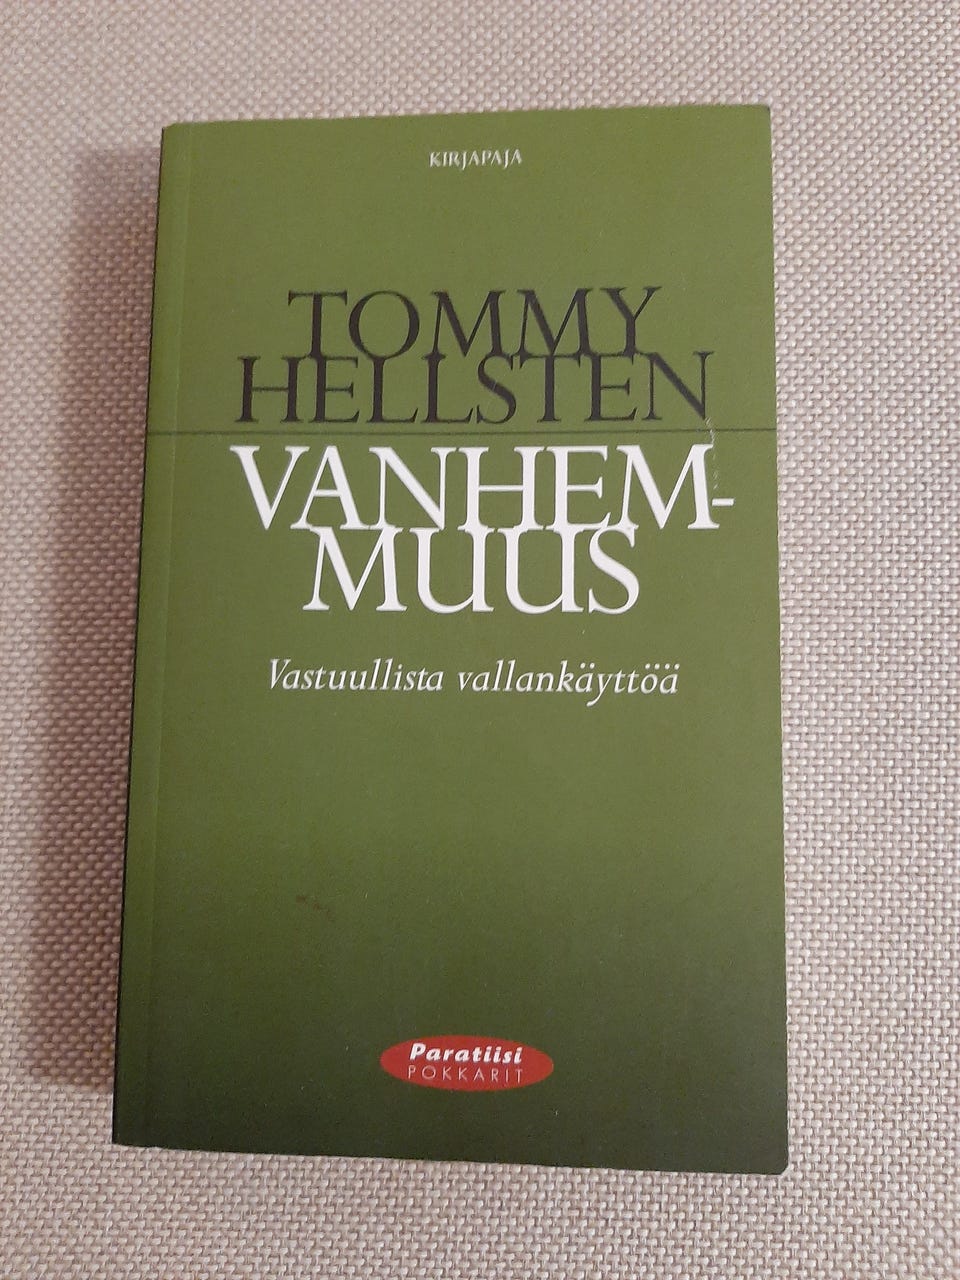 KIRJAPAJA
TOMMY
HELLSTEN
VANHEM-
MUUS
Vastuullista vallankäyttöä
Paratiisi
POKKARIT